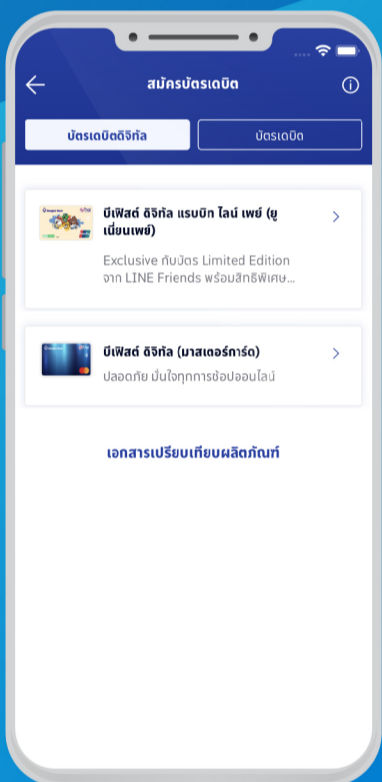 สมัครบัตรเดบิต
บัตรเดบิตดิจิทัล
บัตรเดบิต
บีเฟิสต์ ดิจิทัล แรบบิท ไลน์ เพย์ (ยู
เนี่ยนเพย์)
Exclusive กับบัตร Limited Edition
จาก LINE Friends พร้อมสิทธิพิเศษ...
บีเฟิสต์ ดิจิทัล (มาสเตอร์การ์ด)
ปลอดภัย มั่นใจทุกการช้อปออนไลน์
เอกสารเปรียบเทียบผลิตภัณฑ์